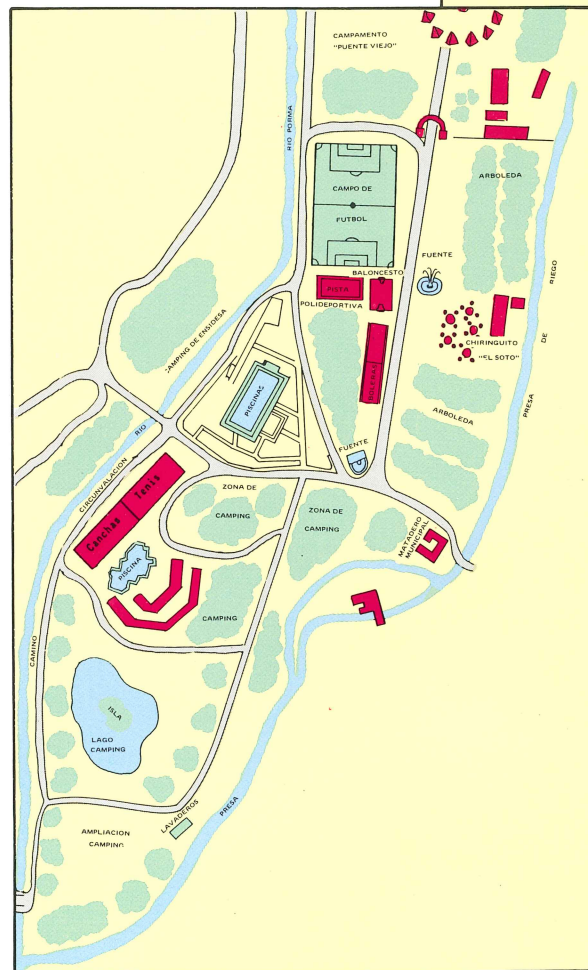 CAMPAMENTO
"PUENTE VIEJO"
RIO PORMA
ARBOLEDA
CAMPO DE
FUTBOL
FUENTE
BALONCESTO
PISTA
POLIDEPORTIVA
PRESA DE RIEGO
CHIRINGUITO
"EL SOTO"
CAMPING DE ENSIDESA
PISCINAS
BOLERAS
ARBOLEDA
RIO
FUENTE
CIRCUNVALACION
Canchas Tenis
ZONA DE
CAMPING
ZONA DE
CAMPING
MATADERO
MUNICIPAL
PISCINA
CAMPING
CAMINO
ISLA
LAGO
CAMPING
LAVADEROS
PRESA
AMPLIACION
CAMPING